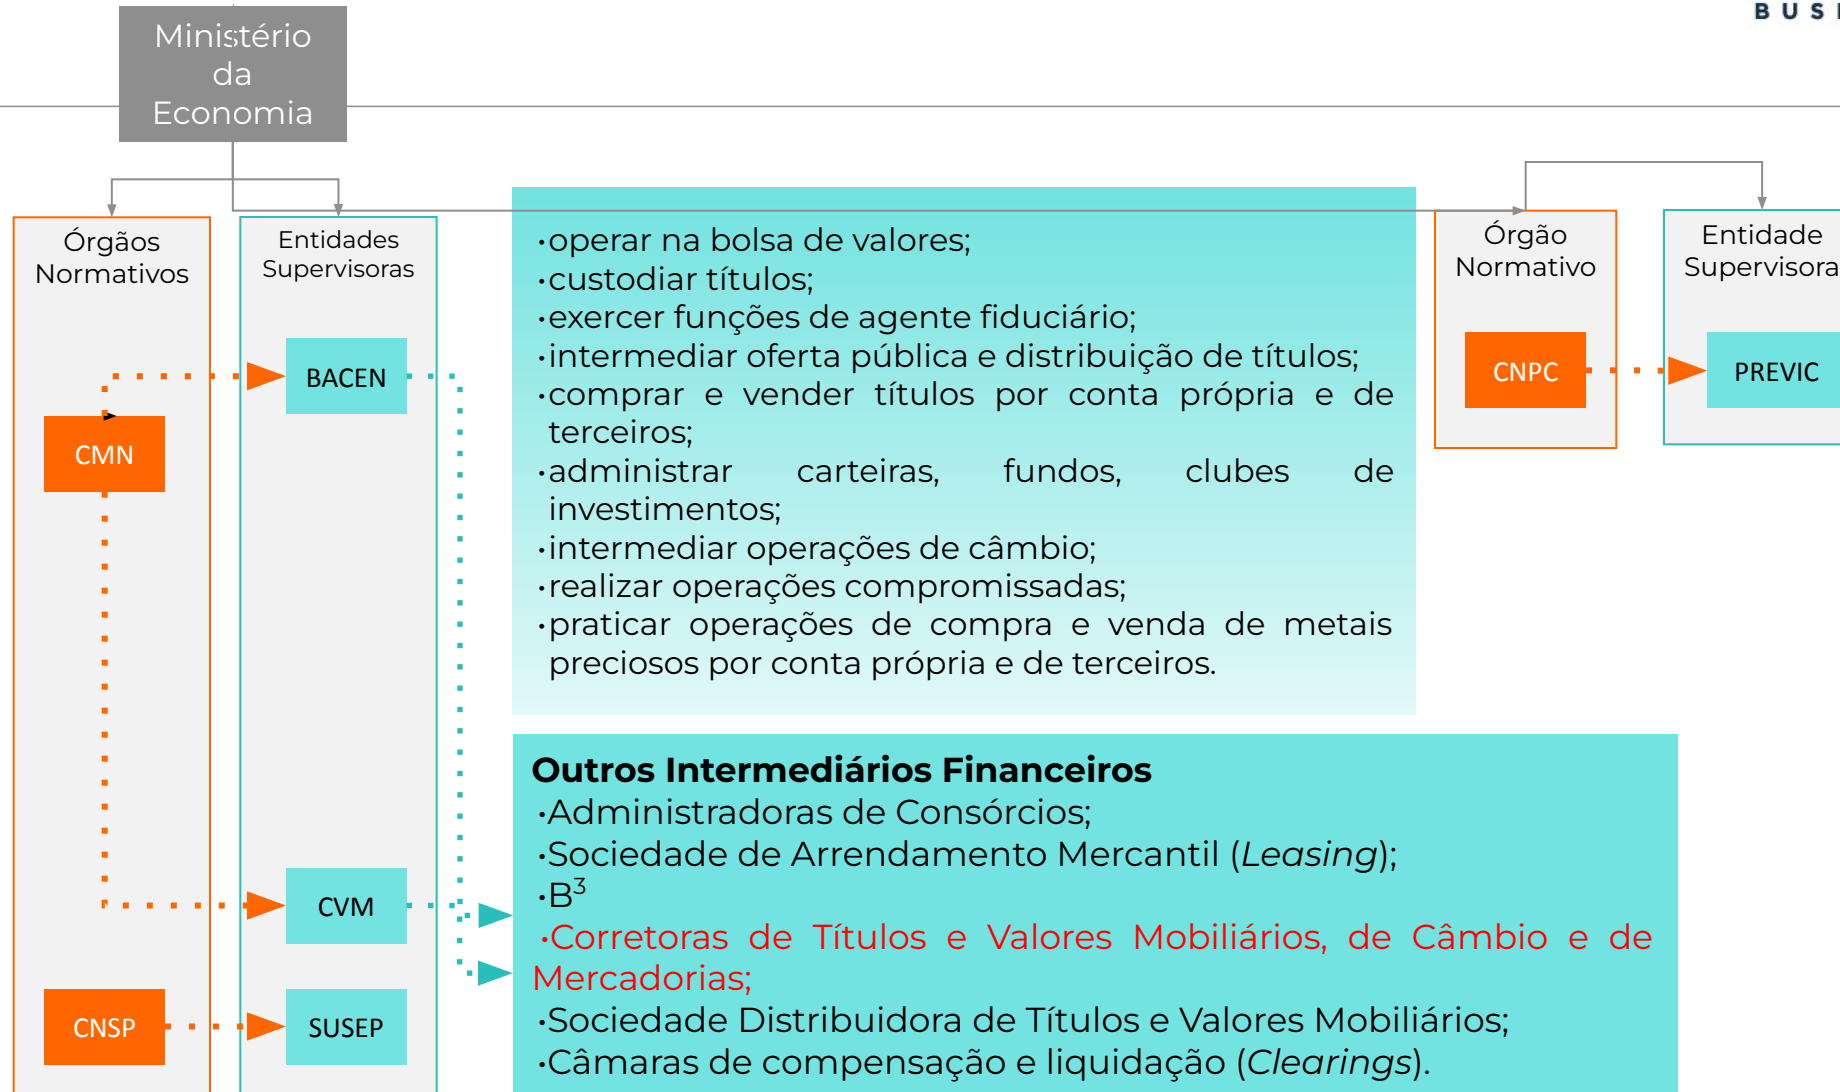 BUS
Ministério
da
Economia
Órgãos
Normativos
Entidades
Supervisoras
CMN
BACEN
CVM
CNSP
SUSEP
·operar na bolsa de valores;
·custodiar títulos;
·exercer funções de agente fiduciário;
·intermediar oferta pública e distribuição de títulos;
·comprar e vender títulos por conta própria e de
terceiros;
·administrar carteiras, fundos, clubes de
investimentos;
·intermediar operações de câmbio;
·realizar operações compromissadas;
·praticar operações de compra e venda de metais
preciosos por conta própria e de terceiros.
Órgão
Normativo
CNPC
Entidade
Supervisora
PREVIC
Outros Intermediários Financeiros
·Administradoras de Consórcios;
·Sociedade de Arrendamento Mercantil (Leasing);
·B³
·Corretoras de Títulos e Valores Mobiliários, de Câmbio e de
Mercadorias;
·Sociedade Distribuidora de Títulos e Valores Mobiliários;
·Câmaras de compensação e liquidação (Clearings).